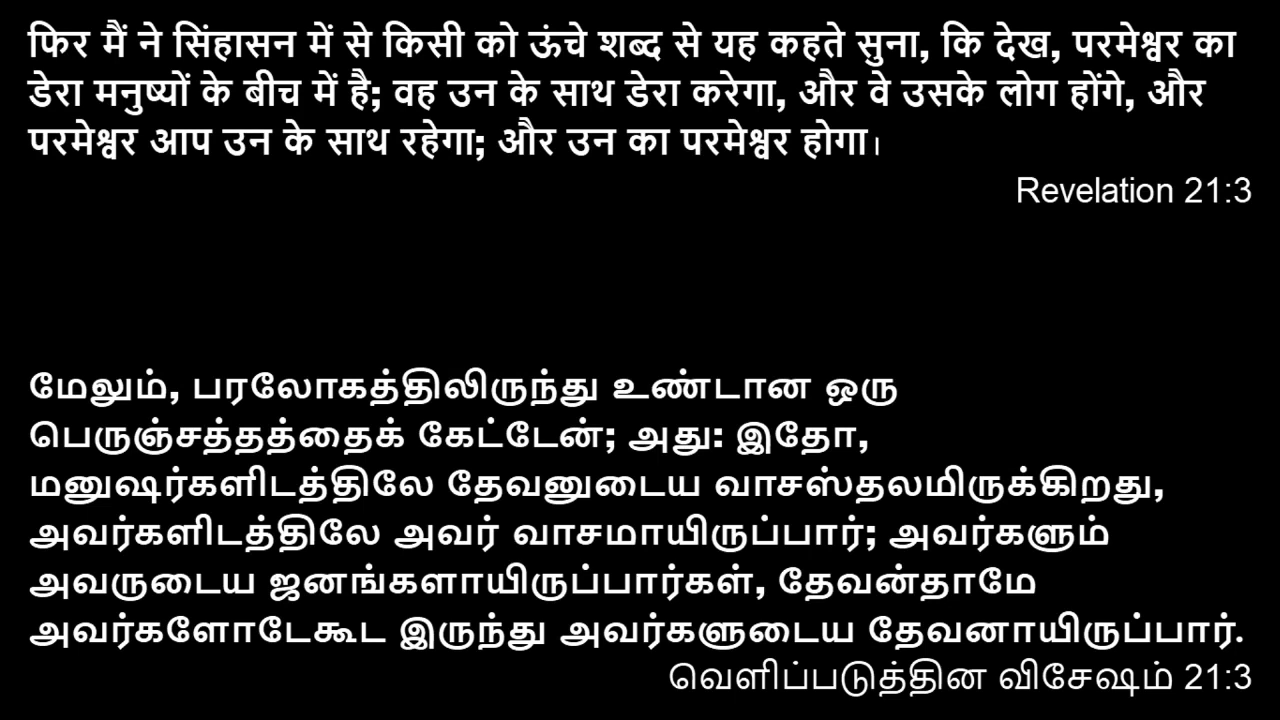 फिर मैं ने सिंहासन में से किसी को ऊंचे शब्द से यह कहते सुना, कि देख, परमेश्वर का
डेरा मनुष्यों के बीच में है; वह उन के साथ डेरा करेगा, और वे उसके लोग होंगे, और
परमेश्वर आप उन के साथ रहेगा; और उन का परमेश्वर होगा।
Revelation 21:3
மேலும், பரலோகத்திலிருந்து உண்டான ஒரு
பெருஞ்சத்தத்தைக் கேட்டேன்; அது: இதோ,
மனுஷர்களிடத்திலே தேவனுடைய வாசஸ்தலமிருக்கிறது,
அவர்களிடத்திலே அவர் வாசமாயிருப்பார்; அவர்களும்
அவருடைய ஜனங்களாயிருப்பார்கள், தேவன்தாமே
அவர்களோடேகூட இருந்து அவர்களுடைய தேவனாயிருப்பார்.
வெளிப்படுத்தின விசேஷம் 21:3